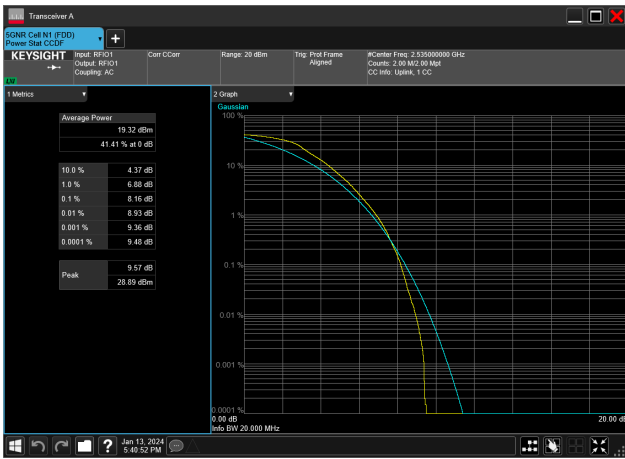 Transceiver A
5GNR Cell N1 (FDD)
Power Stat CCDF
KEYSIGHT
Input: RFIO1
Output: RFIO1
Coupling: AC
Corr CCorr
Range: 20 dBm
Trig: Prot Frame
Aligned
#Center Freq: 2.535000000 GHz
Counts: 2.00 M/2.00 Mpt
CC Info: Uplink, 1 CC
LXI
1 Metrics
Average Power
19.32 dBm
41.41 % at 0 dB
10.0 % 4.37 dB
1.0 % 6.88 dB
0.1 % 8.16 dB
0.01 % 8.93 dB
0.001 % 9.36 dB
0.0001 % 9.48 dB
Peak
9.57 dB
28.89 dBm
2 Graph
Gaussian
100 %
10 %
1 %
0.1 %
0.01 %
0.001 %
0.0001 %
0.00 dB
20.00 dB
Info BW 20.000 MHz
Jan 13, 2024
5:40:52 PM